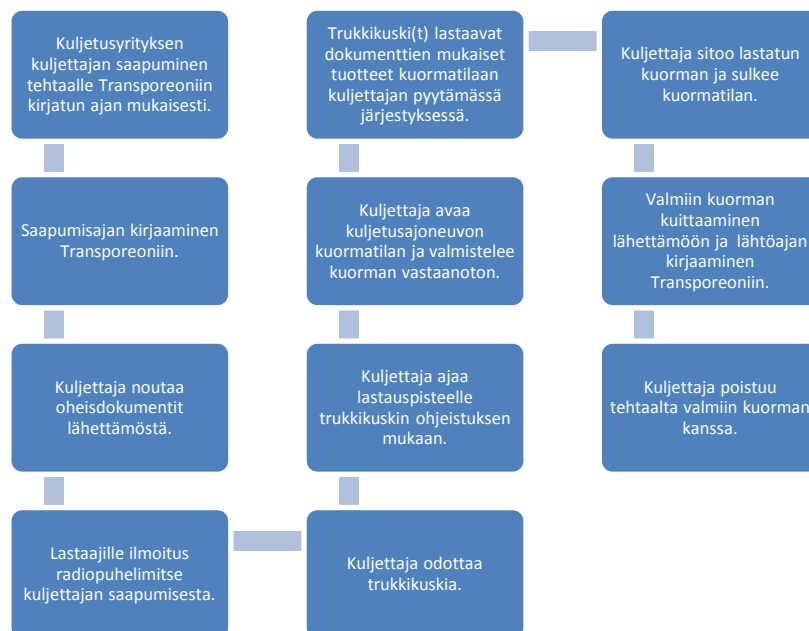 Kuljetusyrityksen
kuljettajan saapuminen
tehtaalle Transporeoniin
kirjatun ajan mukaisesti.
Saapumisajan kirjaaminen
Transporeoniin.
Kuljettaja noutaa
oheisdokumentit
lähettämöstä.
Lastaajille ilmoitus
radiopuhelimitse
kuljettajan saapumisesta.
Kuljettaja odottaa
trukkikuskia.
Kuljettaja ajaa
lastauspisteelle
trukkikuskin ohjeistuksen
mukaan.
Kuljettaja avaa
kuljetusajoneuvon
kuormatilan ja valmistelee
kuorman vastaanoton.
Trukkikuski(t) lastaavat
dokumenttien mukaiset
tuotteet kuormatilaan
kuljettajan pyytämässä
järjestyksessä.
Kuljettaja sitoo lastatun
kuorman ja sulkee
kuormatilan.
Valmiin kuorman
kuittaaminen
lähettämöön ja lähtöajan
kirjaaminen
Transporeoniin.
Kuljettaja poistuu
tehtaalta valmiin kuorman
kanssa.